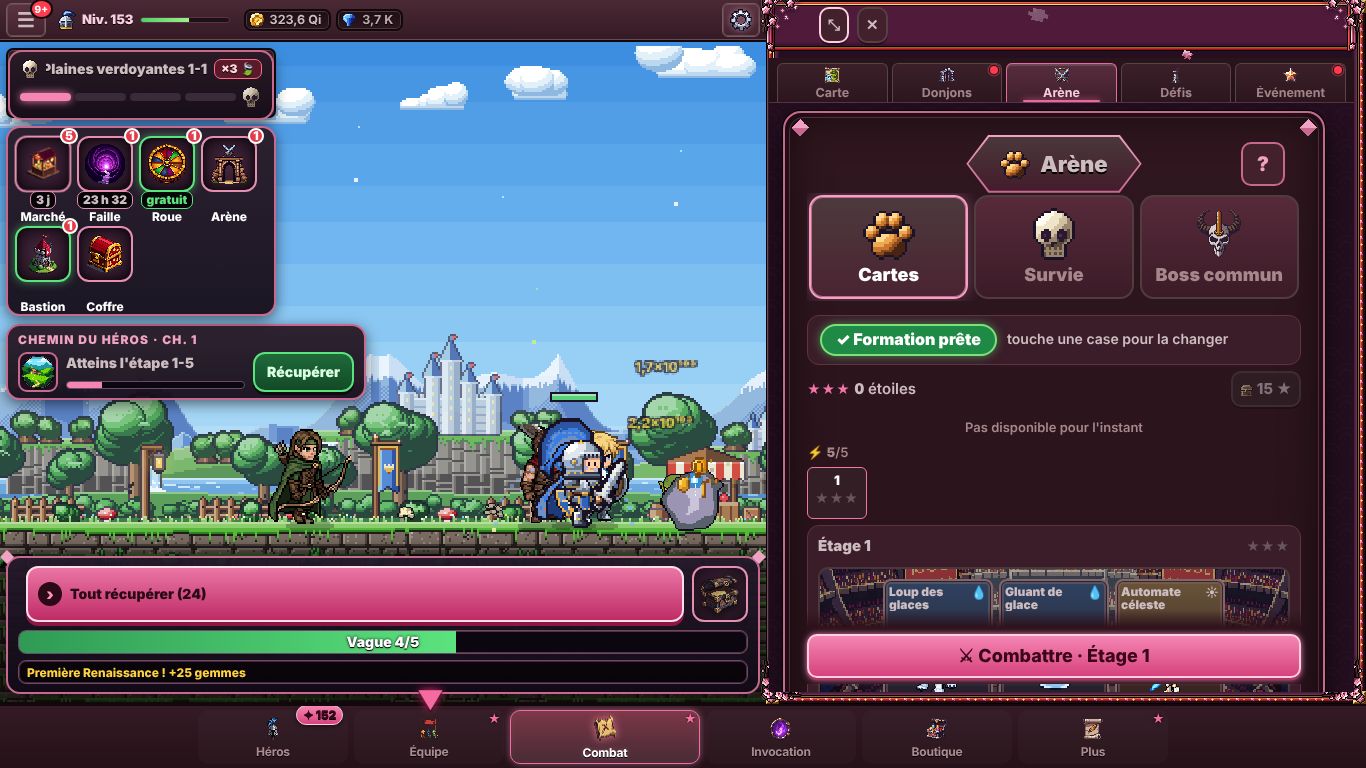 9+
Niv. 153
323,6 Qi
3,7 K
Plaines verdoyantes 1-1
×3
5
1
1
1
3 j
23 h 32
gratuit
Marché
Faille
Roue
Arène
1
Bastion
Coffre
CHEMIN DU HÉROS · CH. 1
Atteins l'étape 1-5
Récupérer
Tout récupérer (24)
Vague 4/5
Première Renaissance ! +25 gemmes
Carte
Donjons
Arène
Défis
Événement
Arène
?
Cartes
Survie
Boss commun
✓ Formation prête
touche une case pour la changer
★★★ 0 étoiles
15 ★
Pas disponible pour l'instant
⚡ 5/5
1
★★★
Étage 1
★★★
Loup des glaces
Gluant de glace
Automate céleste
⚔ Combattre · Étage 1
✦ 152
Héros
Équipe
Combat
Invocation
Boutique
Plus